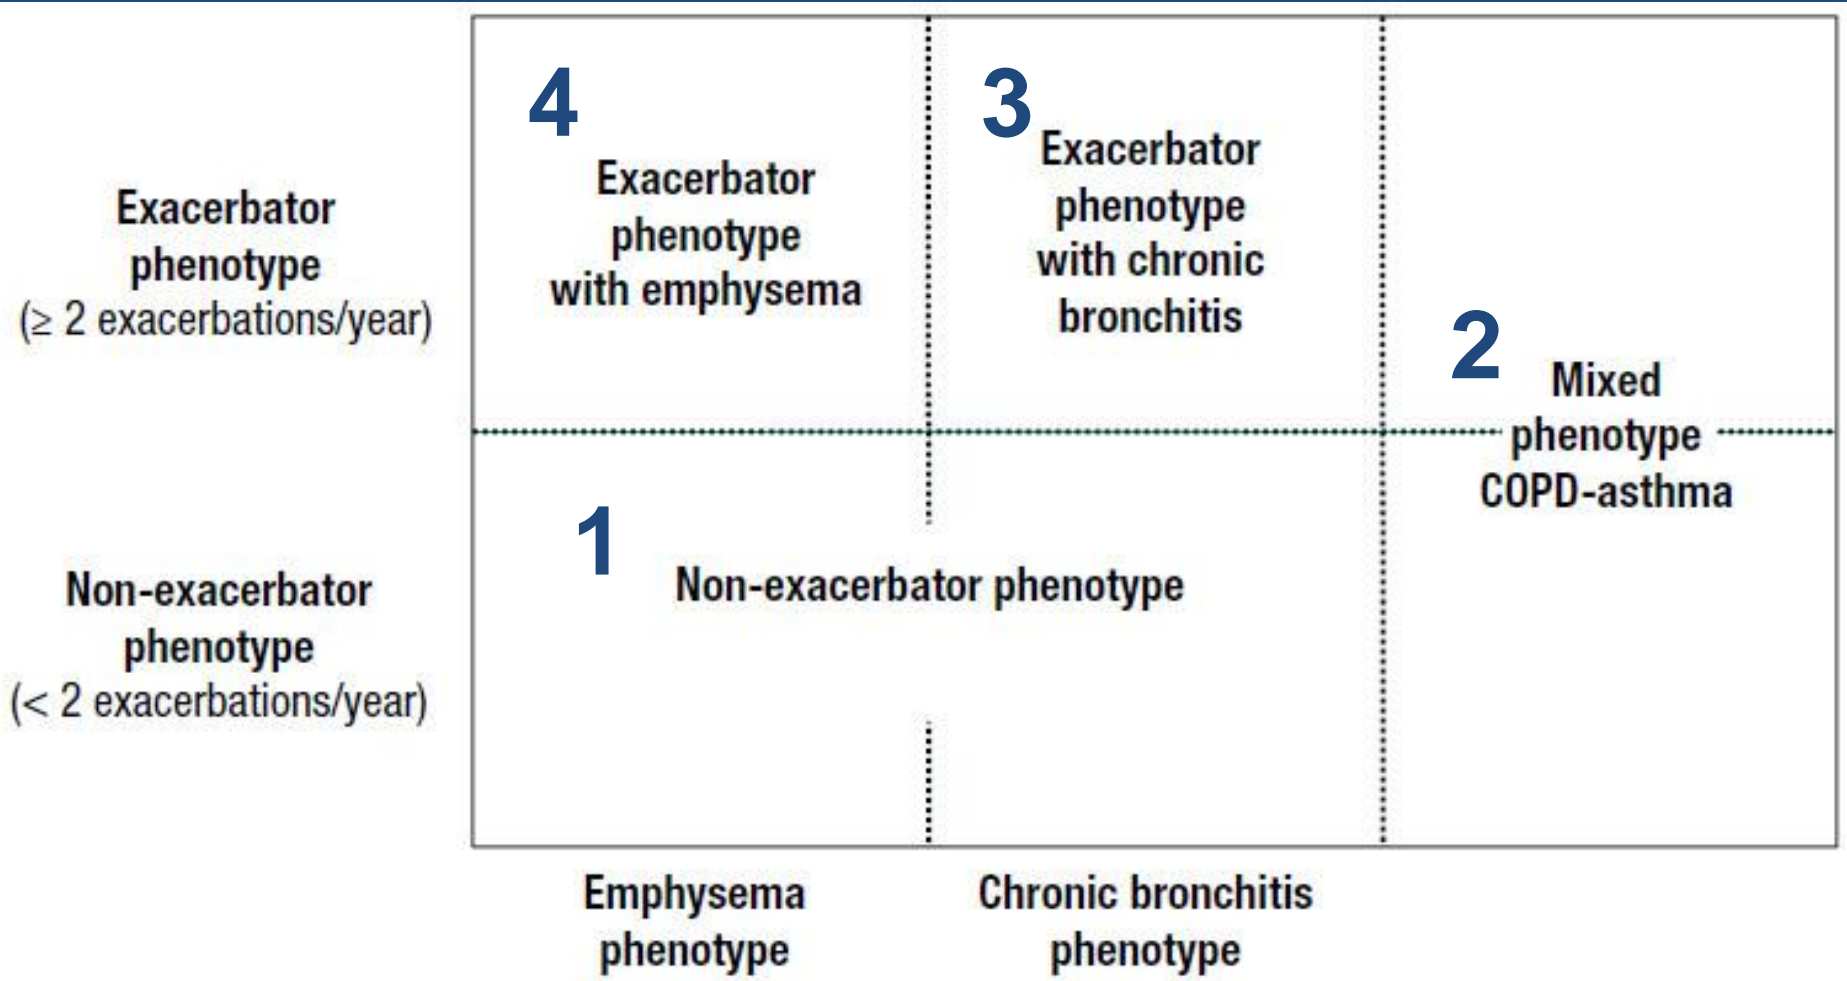 Exacerbator
phenotype
(≥ 2 exacerbations/year)
4
Exacerbator
phenotype
with emphysema
3
Exacerbator
phenotype
with chronic
bronchitis
2
Mixed
phenotype
COPD-asthma
Non-exacerbator
phenotype
(< 2 exacerbations/year)
1
Non-exacerbator phenotype
Emphysema
phenotype
Chronic bronchitis
phenotype